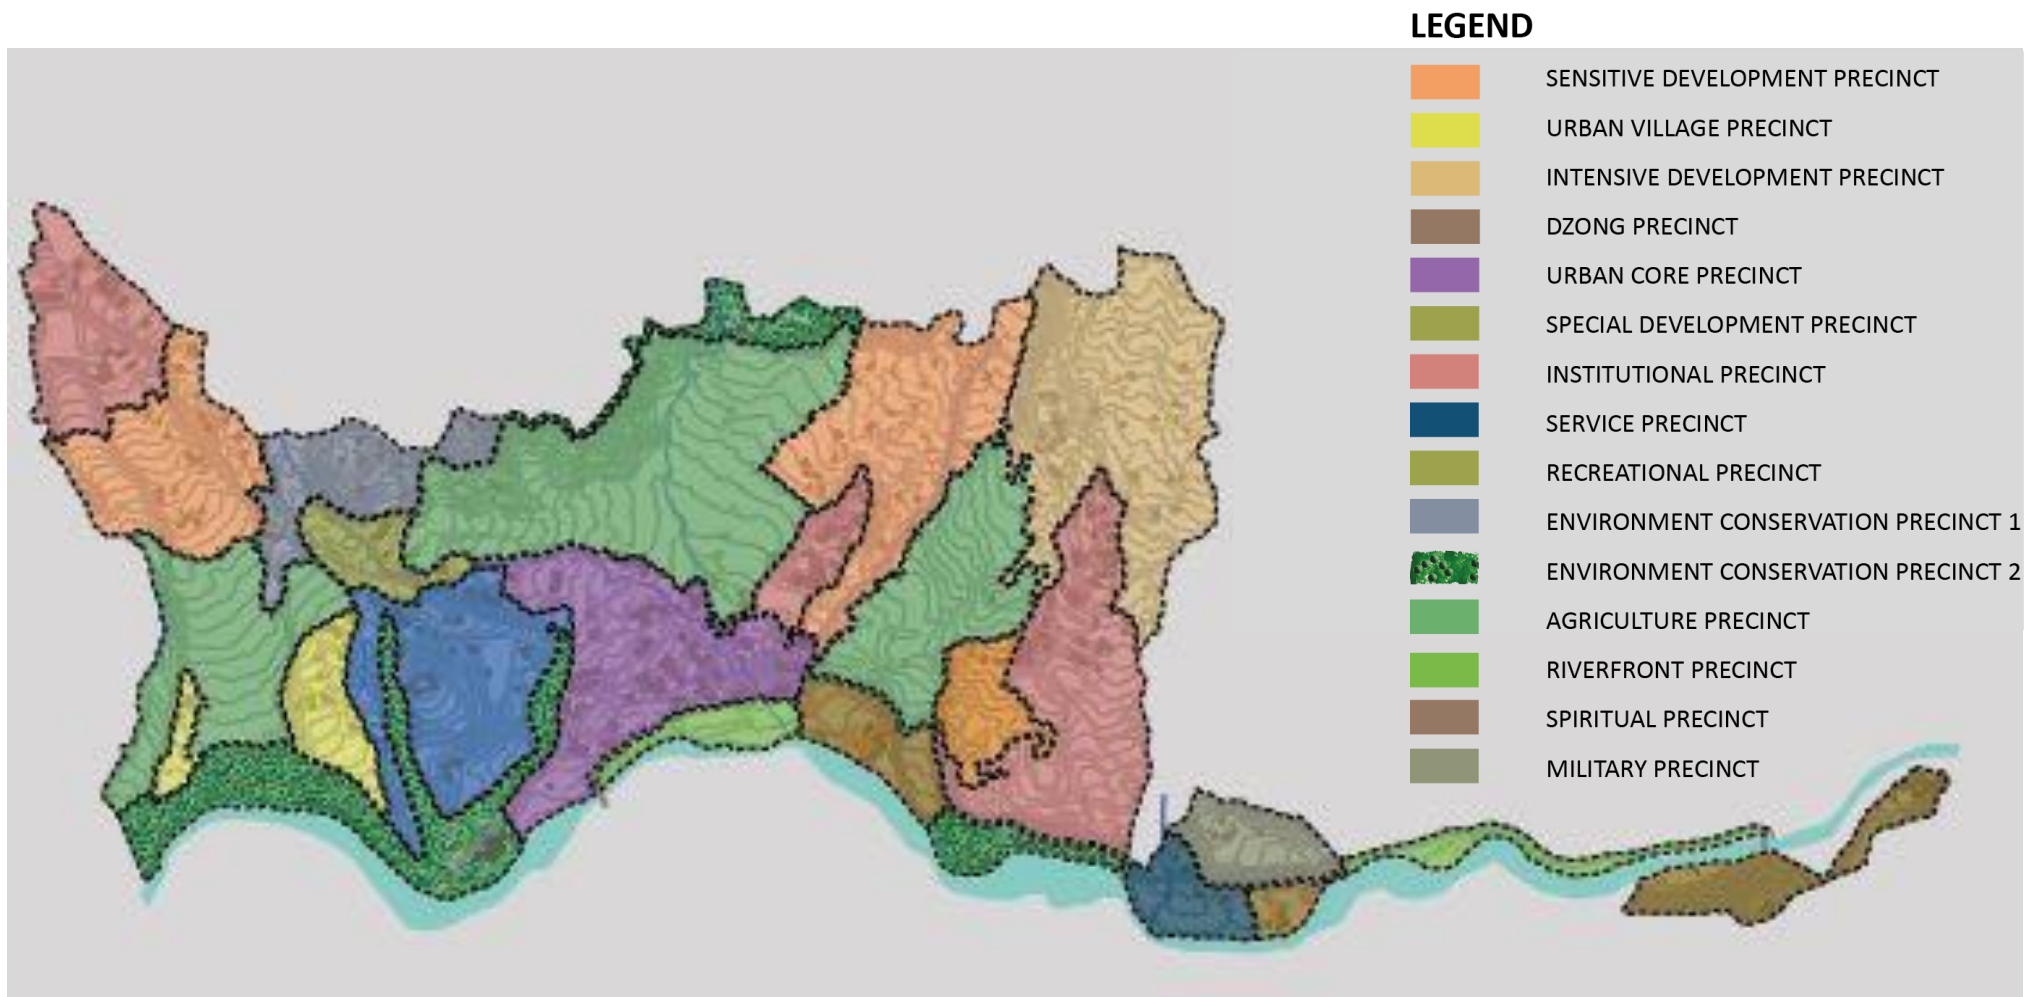 LEGEND
SENSITIVE DEVELOPMENT PRECINCT
URBAN VILLAGE PRECINCT
INTENSIVE DEVELOPMENT PRECINCT
DZONG PRECINCT
URBAN CORE PRECINCT
SPECIAL DEVELOPMENT PRECINCT
INSTITUTIONAL PRECINCT
SERVICE PRECINCT
RECREATIONAL PRECINCT
ENVIRONMENT CONSERVATION PRECINCT 1
ENVIRONMENT CONSERVATION PRECINCT 2
AGRICULTURE PRECINCT
RIVERFRONT PRECINCT
SPIRITUAL PRECINCT
MILITARY PRECINCT